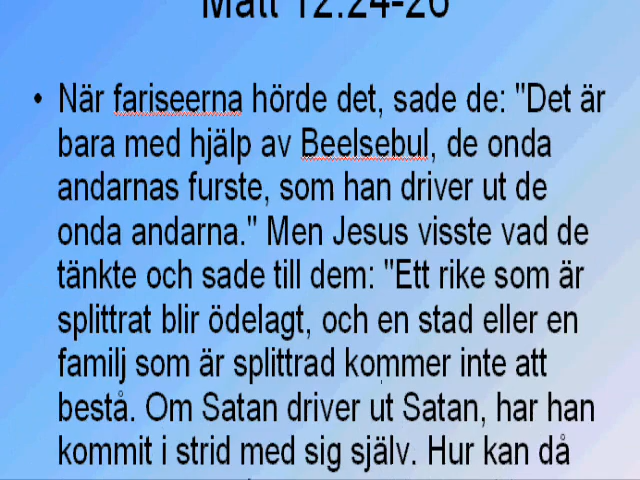 Matt 12:24-26
• När fariseerna hörde det, sade de: "Det är
bara med hjälp av Beelsebul, de onda
andarnas furste, som han driver ut de
onda andarna." Men Jesus visste vad de
tänkte och sade till dem: "Ett rike som är
splittrat blir ödelagt, och en stad eller en
familj som är splittrad kommer inte att
bestå. Om Satan driver ut Satan, har han
kommit i strid med sig själv. Hur kan då